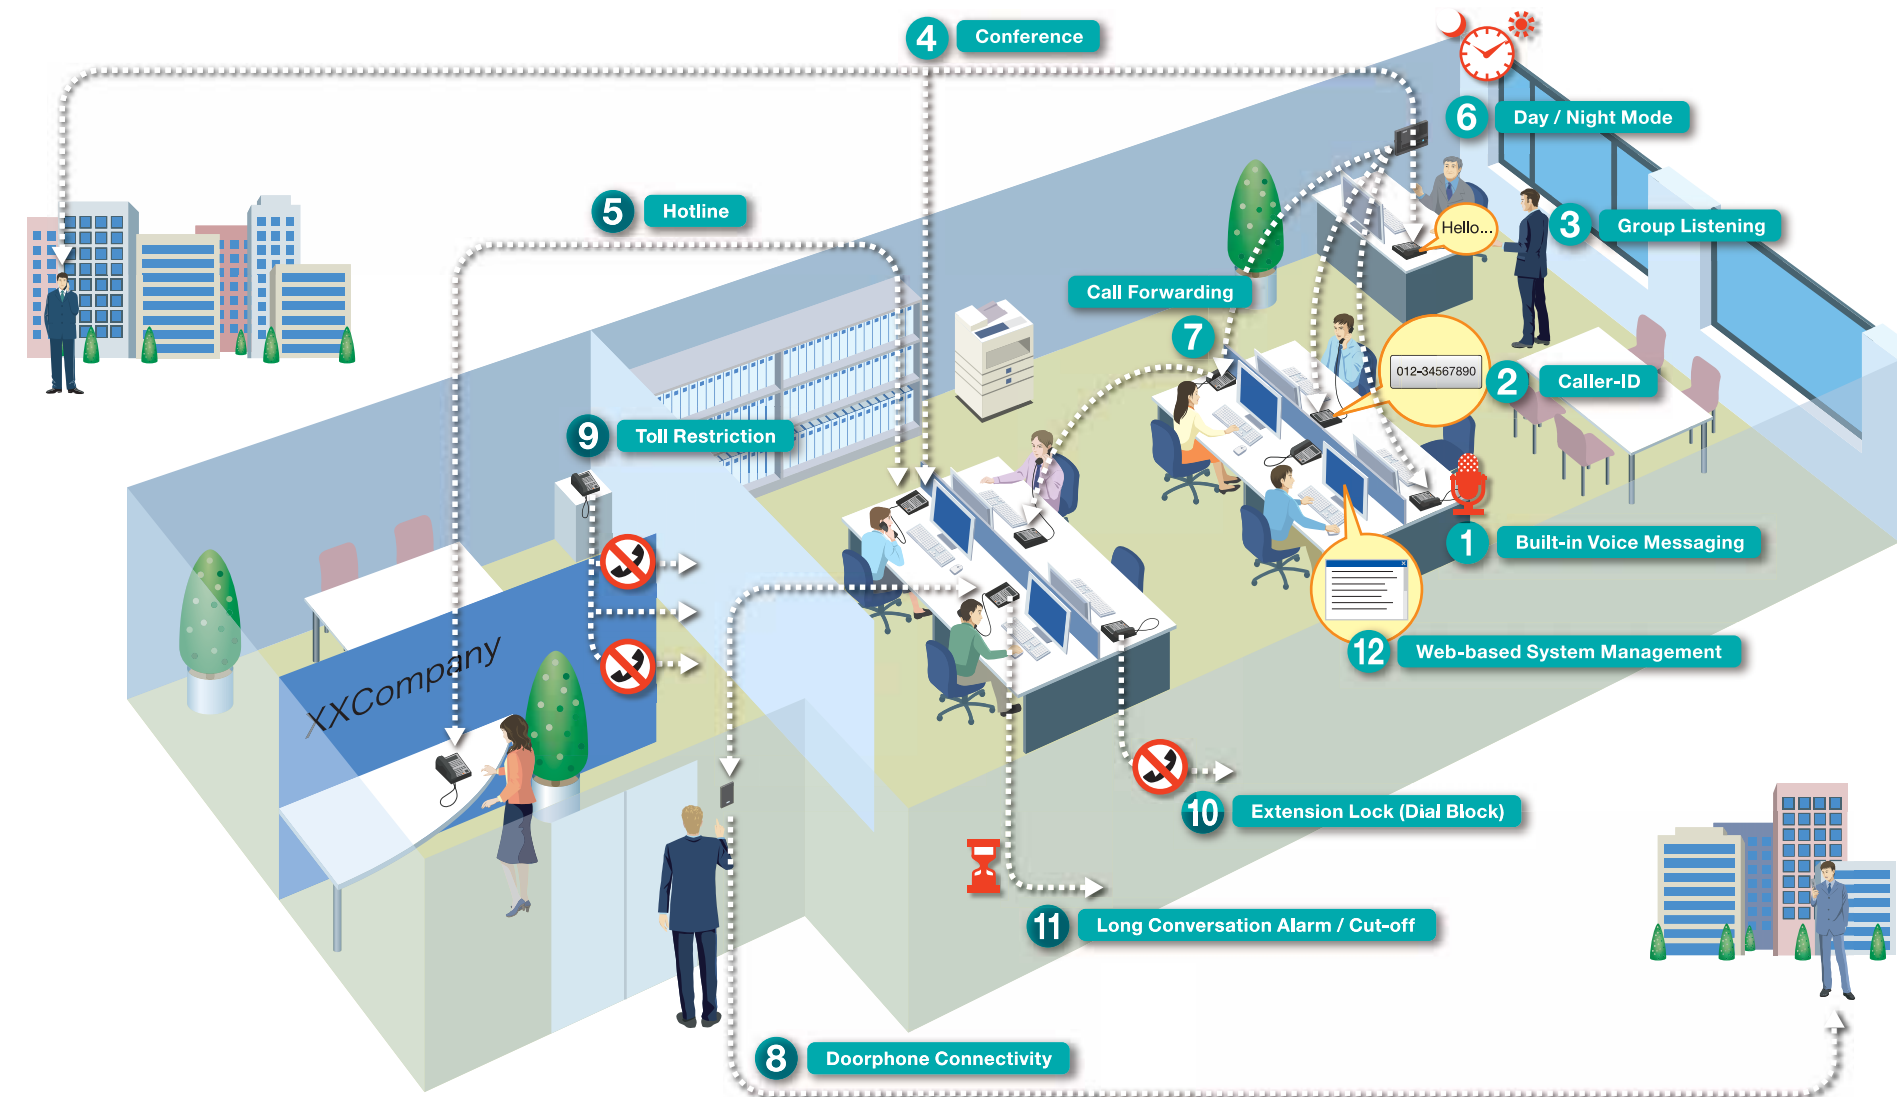 4 Conference
6 Day / Night Mode
5 Hotline
Hello...
3 Group Listening
Call Forwarding
7
012-34567890
2 Caller-ID
9 Toll Restriction
1 Built-in Voice Messaging
12 Web-based System Management
XXCompany
10 Extension Lock (Dial Block)
11 Long Conversation Alarm / Cut-off
8 Doorphone Connectivity